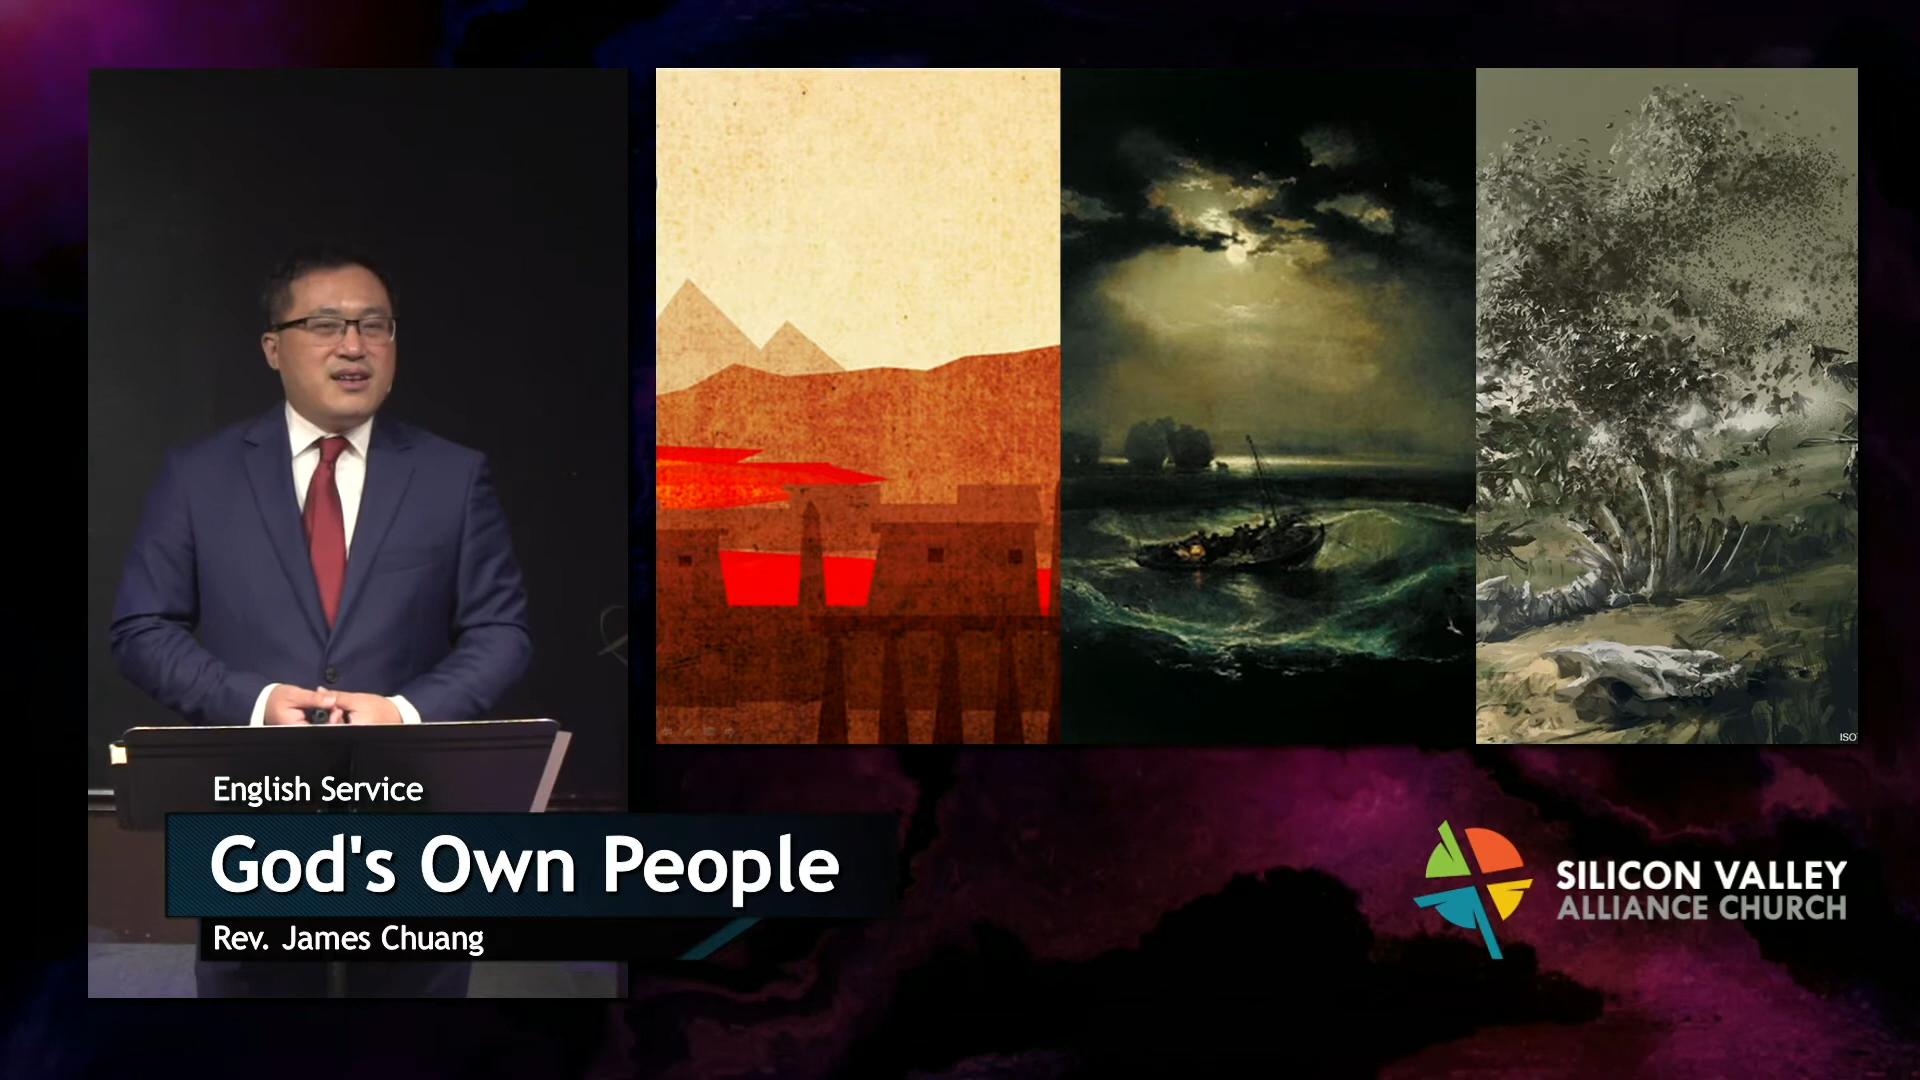 English Service
God's Own People
Rev. James Chuang
SILICON VALLEY
ALLIANCE CHURCH
ISO